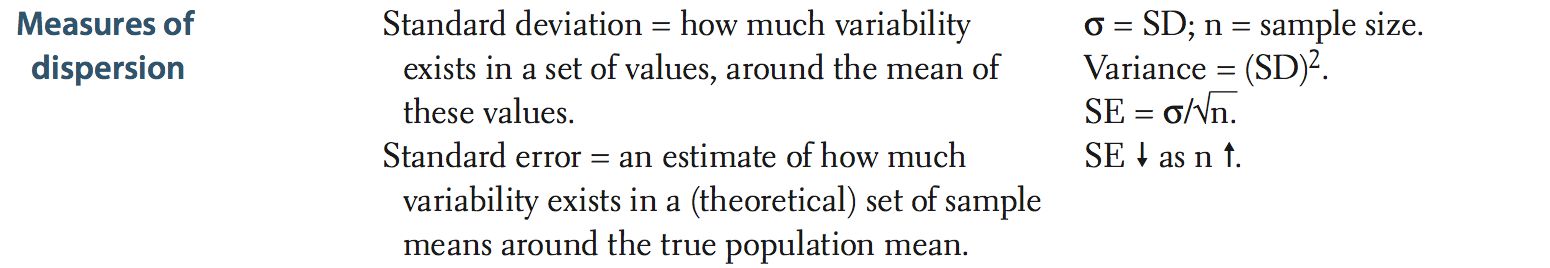 Measures of
dispersion
Standard deviation = how much variability
exists in a set of values, around the mean of
these values.
Standard error = an estimate of how much
variability exists in a (theoretical) set of sample
means around the true population mean.
σ = SD; n = sample size.
Variance = (SD)².
SE = σ/√n.
SE ↓ as n ↑.